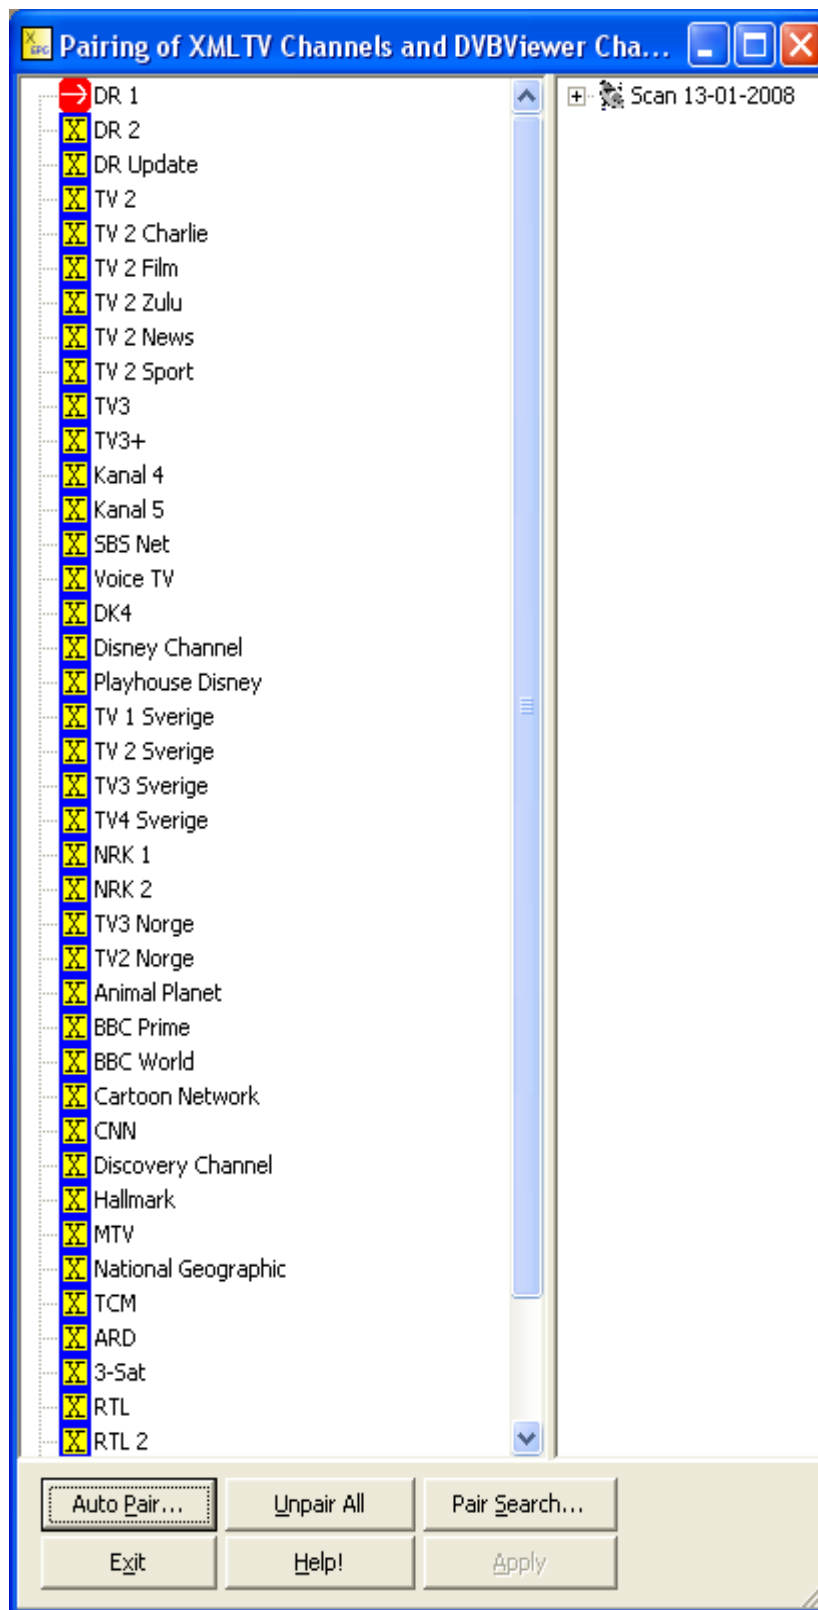 Pairing of XMLTV Channels and DVBViewer Cha...
DR 1
DR 2
DR Update
TV 2
TV 2 Charlie
TV 2 Film
TV 2 Zulu
TV 2 News
TV 2 Sport
TV3
TV3+
Kanal 4
Kanal 5
SBS Net
Voice TV
DK4
Disney Channel
Playhouse Disney
TV 1 Sverige
TV 2 Sverige
TV3 Sverige
TV4 Sverige
NRK 1
NRK 2
TV3 Norge
TV2 Norge
Animal Planet
BBC Prime
BBC World
Cartoon Network
CNN
Discovery Channel
Hallmark
MTV
National Geographic
TCM
ARD
3-Sat
RTL
RTL 2
Scan 13-01-2008
Auto Pair... Unpair All Pair Search...
Exit Help! Apply